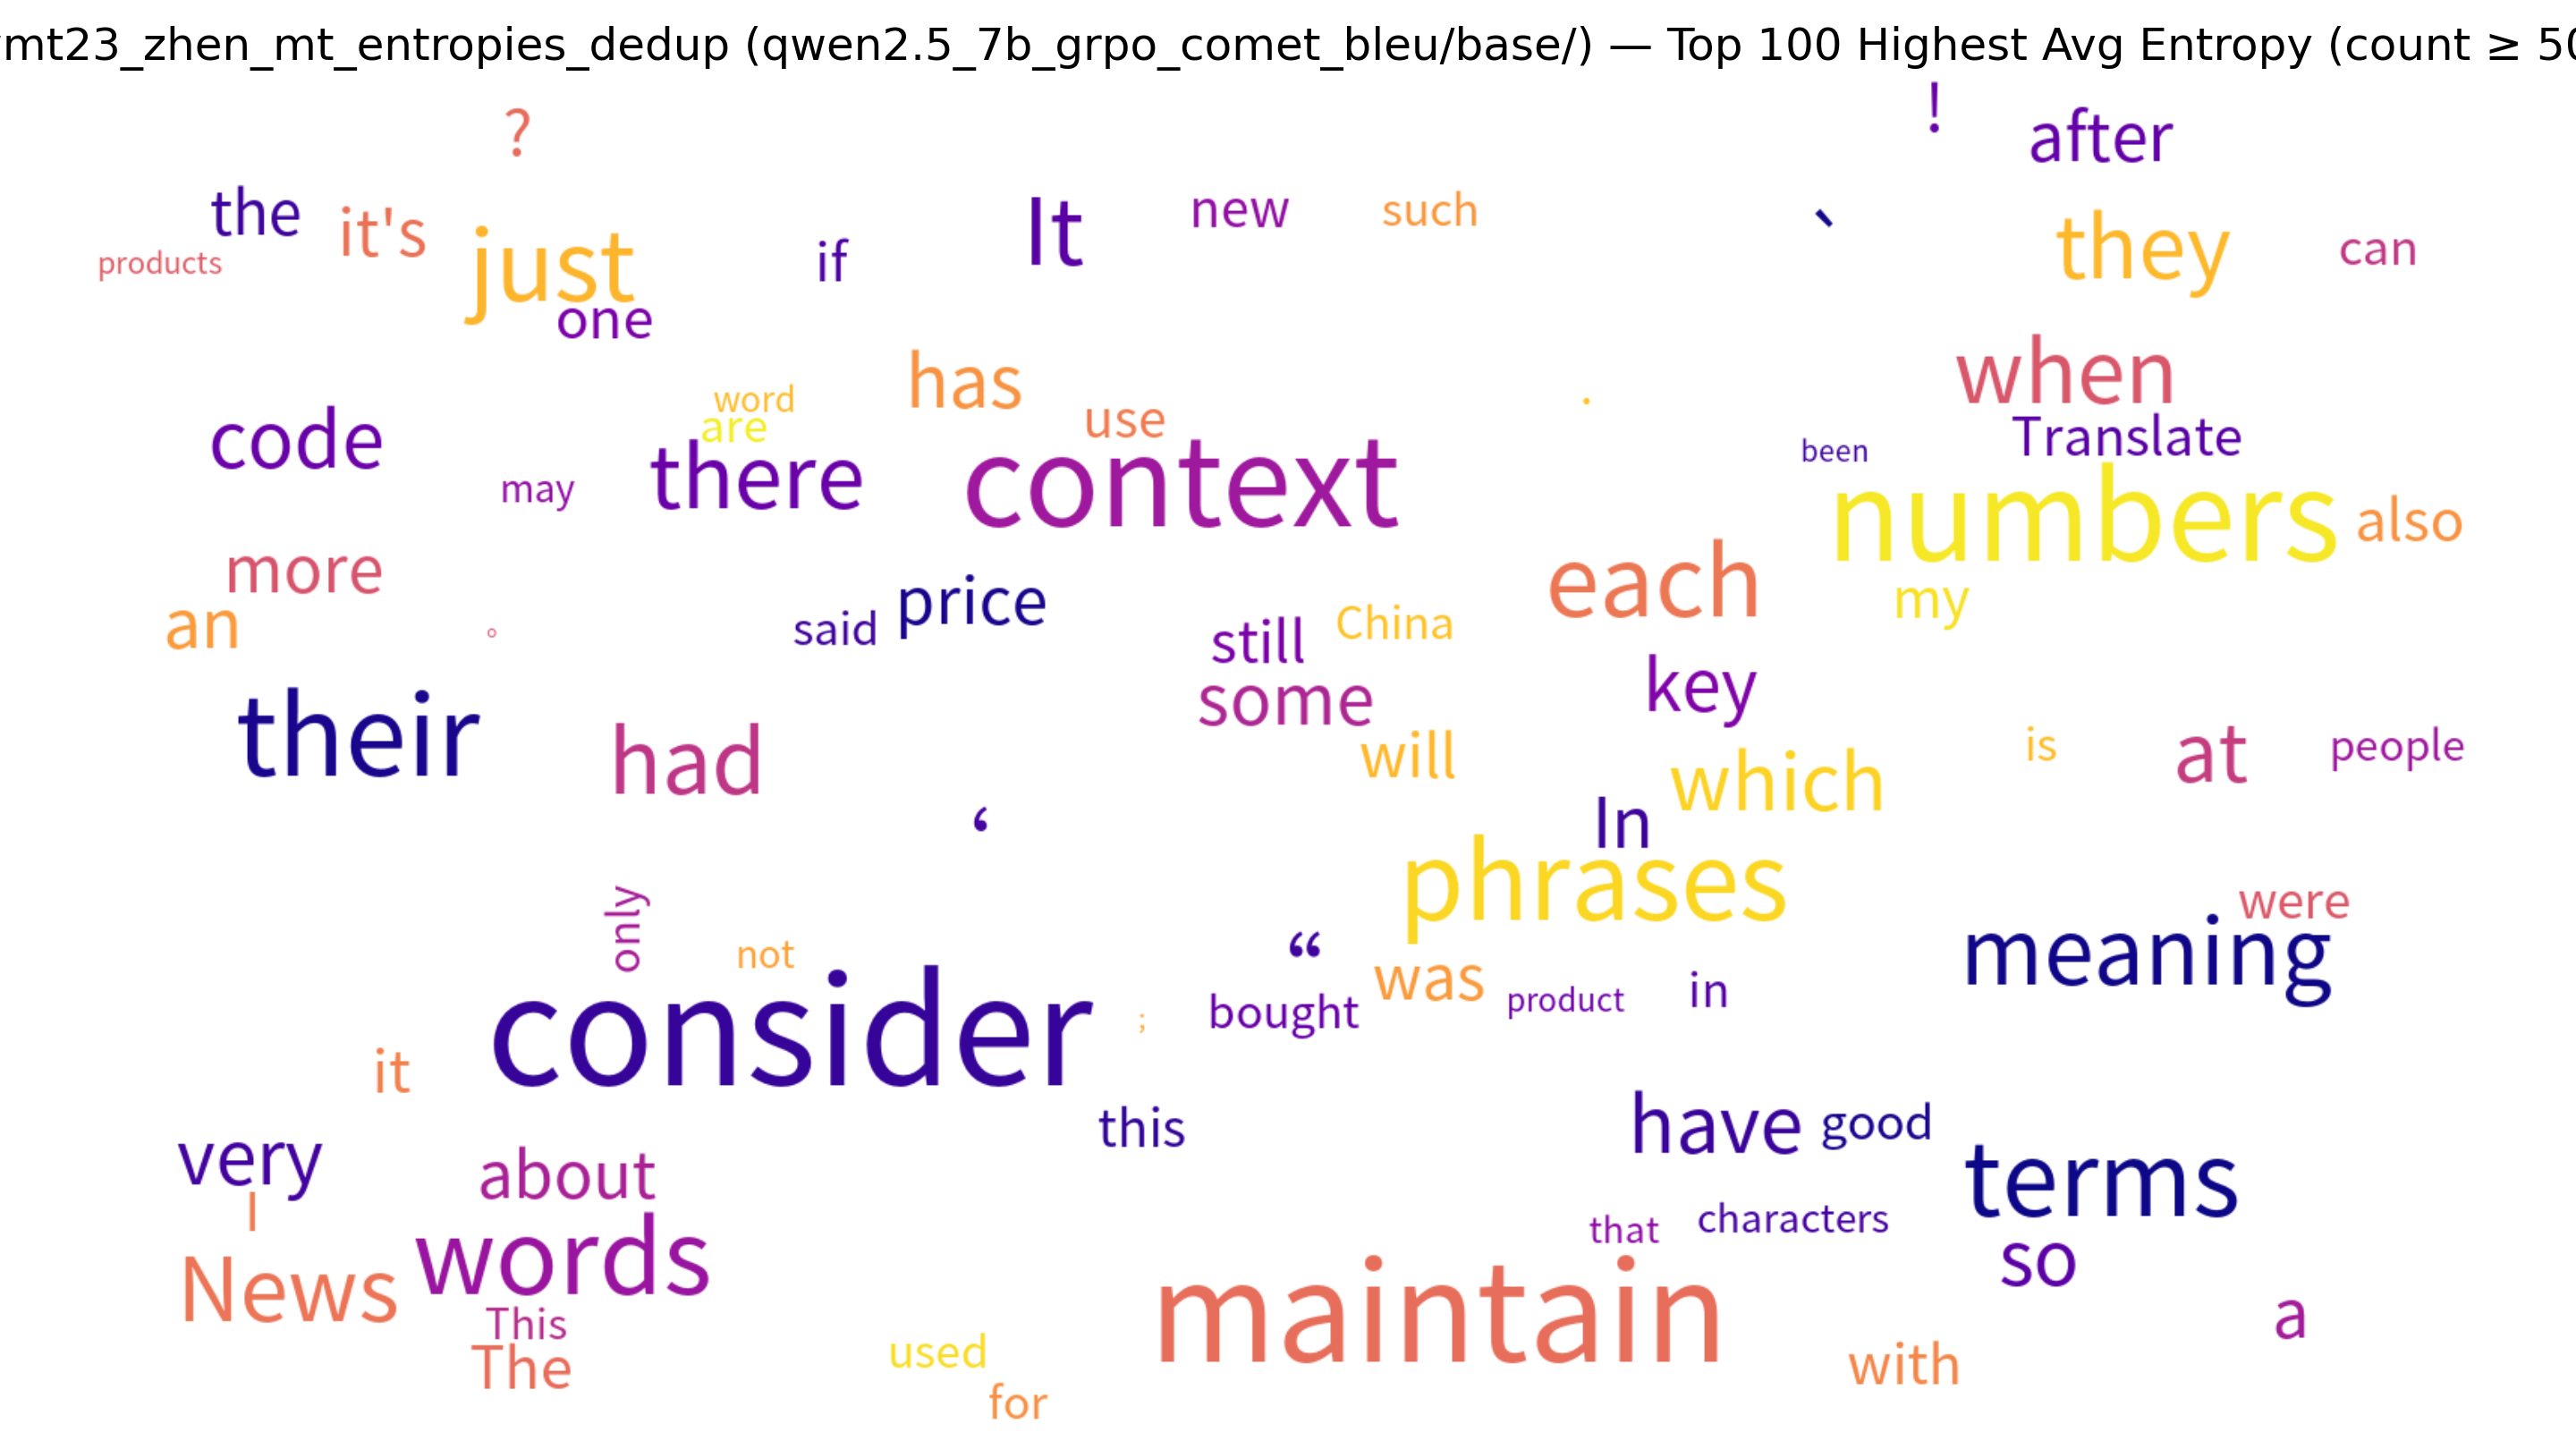 mt23_zhen_mt_entropies_dedup (qwen2.5_7b_grpo_comet_bleu/base/) — Top 100 Highest Avg Entropy (count ≥ 50
?
!
after
the
it's
just
one
products
if
It
new
such
`
they
can
has
word
are
use
.
when
Translate
been
code
may
there
context
numbers
also
more
an
。
said
price
still
China
some
each
my
key
their
had
will
which
is
at
people
‘
In
phrases
only
not
“
was
were
meaning
consider
;
bought
product
in
it
this
have
good
very
I
about
terms
that
characters
so
News
words
This
The
maintain
a
used
for
with